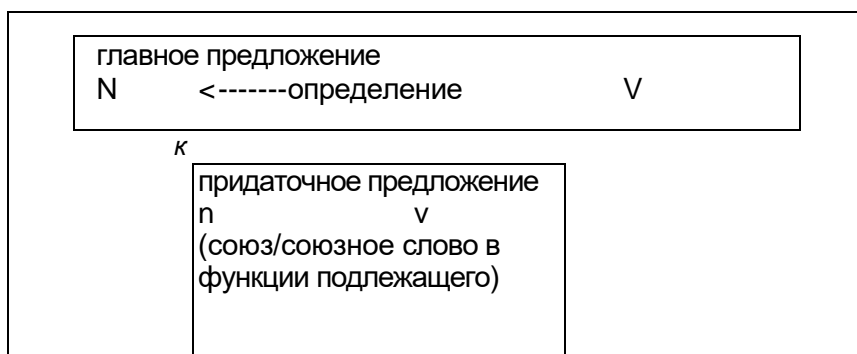 главное предложение
N <-------определение V
к
придаточное предложение
n v
(союз/союзное слово в
функции подлежащего)